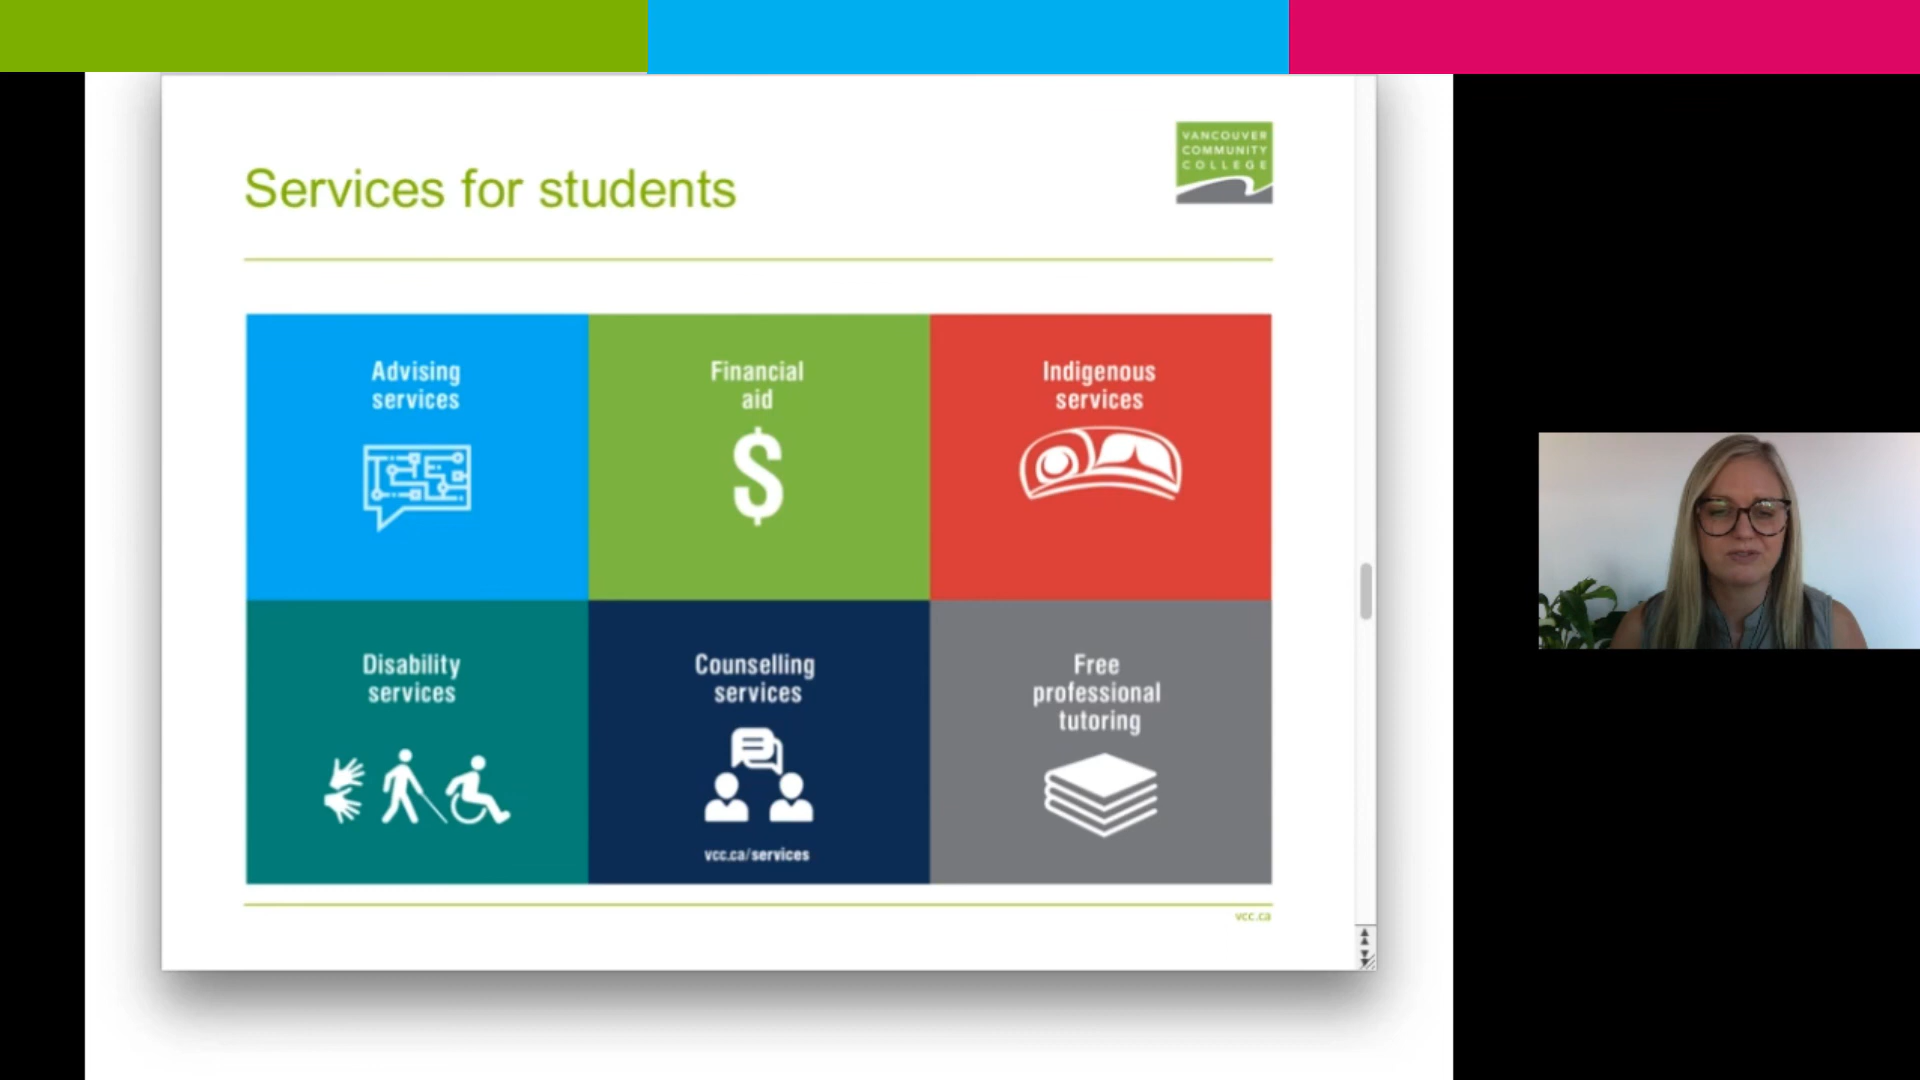 VANCOUVER
COMMUNITY
COLLEGE
Services for students
Advising
services
Financial
aid
Indigenous
services
Disability
services
Counselling
services
vcc.ca/services
Free
professional
tutoring
vcc.ca